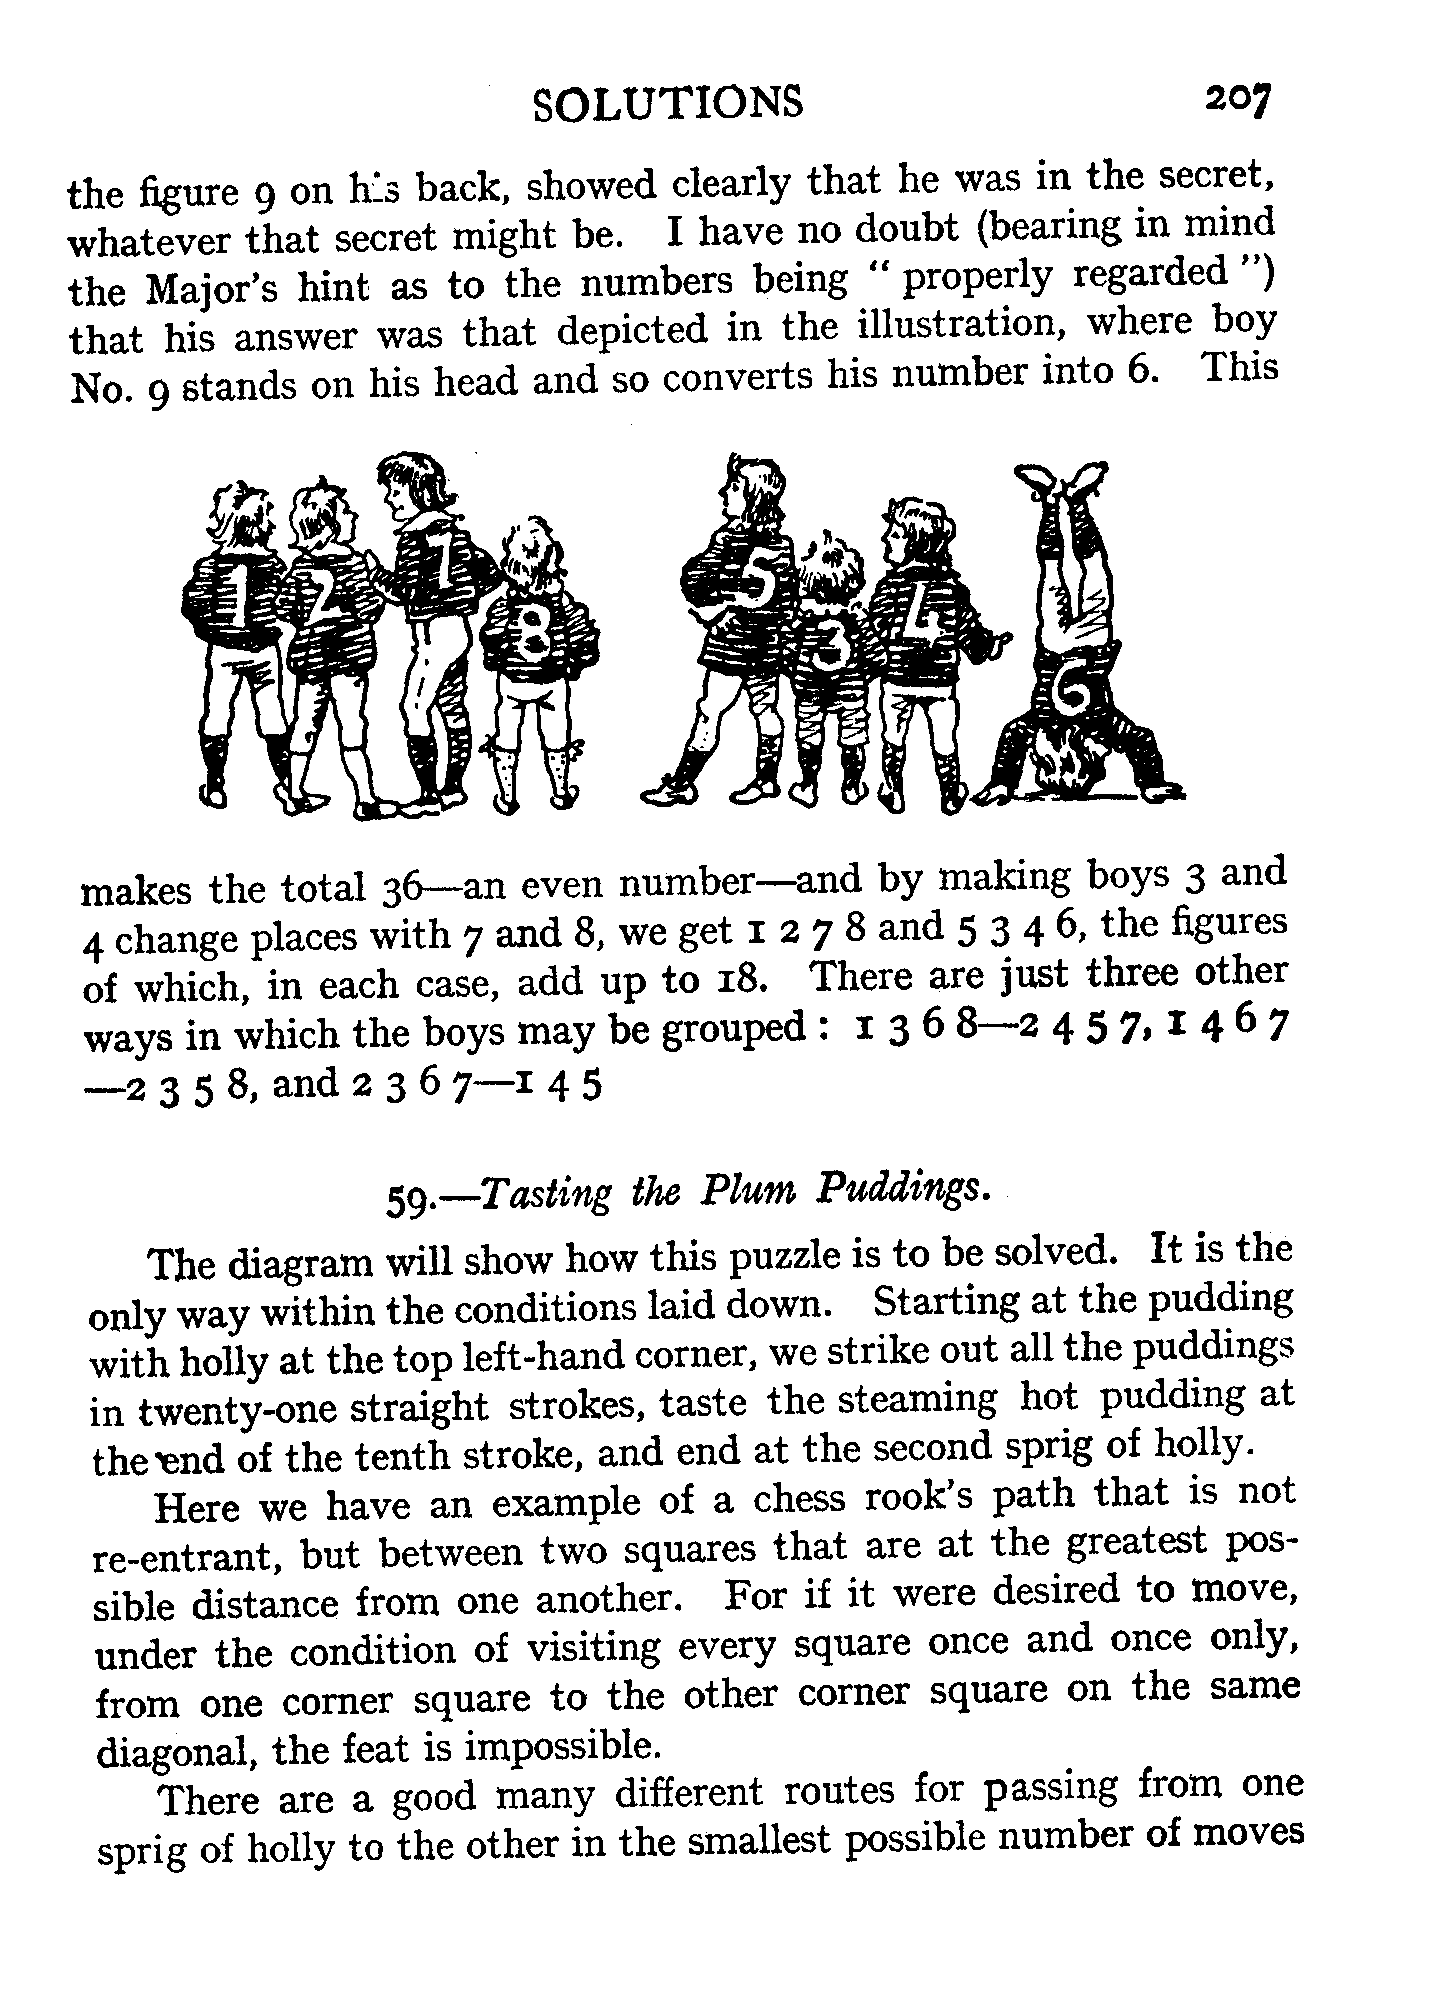 SOLUTIONS 207
the figure 9 on his back, showed clearly that he was in the secret,
whatever that secret might be. I have no doubt (bearing in mind
the Major's hint as to the numbers being “ properly regarded ”)
that his answer was that depicted in the illustration, where boy
No. 9 stands on his head and so converts his number into 6. This
1 2 7 8 5 3 4 6
makes the total 36—an even number—and by making boys 3 and
4 change places with 7 and 8, we get 1 2 7 8 and 5 3 4 6, the figures
of which, in each case, add up to 18. There are just three other
ways in which the boys may be grouped : 1 3 6 8—2 4 5 7, 1 4 6 7
—2 3 5 8, and 2 3 6 7—1 4 5
59.—Tasting the Plum Puddings.
The diagram will show how this puzzle is to be solved. It is the
only way within the conditions laid down. Starting at the pudding
with holly at the top left-hand corner, we strike out all the puddings
in twenty-one straight strokes, taste the steaming hot pudding at
the end of the tenth stroke, and end at the second sprig of holly.
Here we have an example of a chess rook's path that is not
re-entrant, but between two squares that are at the greatest pos-
sible distance from one another. For if it were desired to move,
under the condition of visiting every square once and once only,
from one corner square to the other corner square on the same
diagonal, the feat is impossible.
There are a good many different routes for passing from one
sprig of holly to the other in the smallest possible number of moves